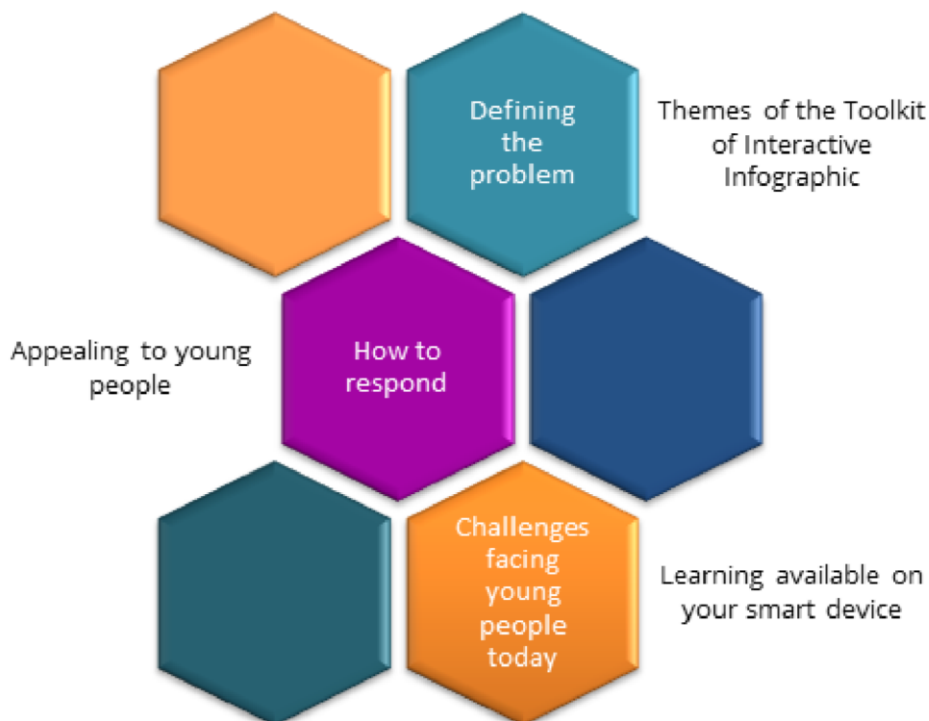 Defining
the
problem
Themes of the Toolkit
of Interactive
Infographic
Appealing to young
people
How to
respond
Challenges
facing
young
people
today
Learning available on
your smart device